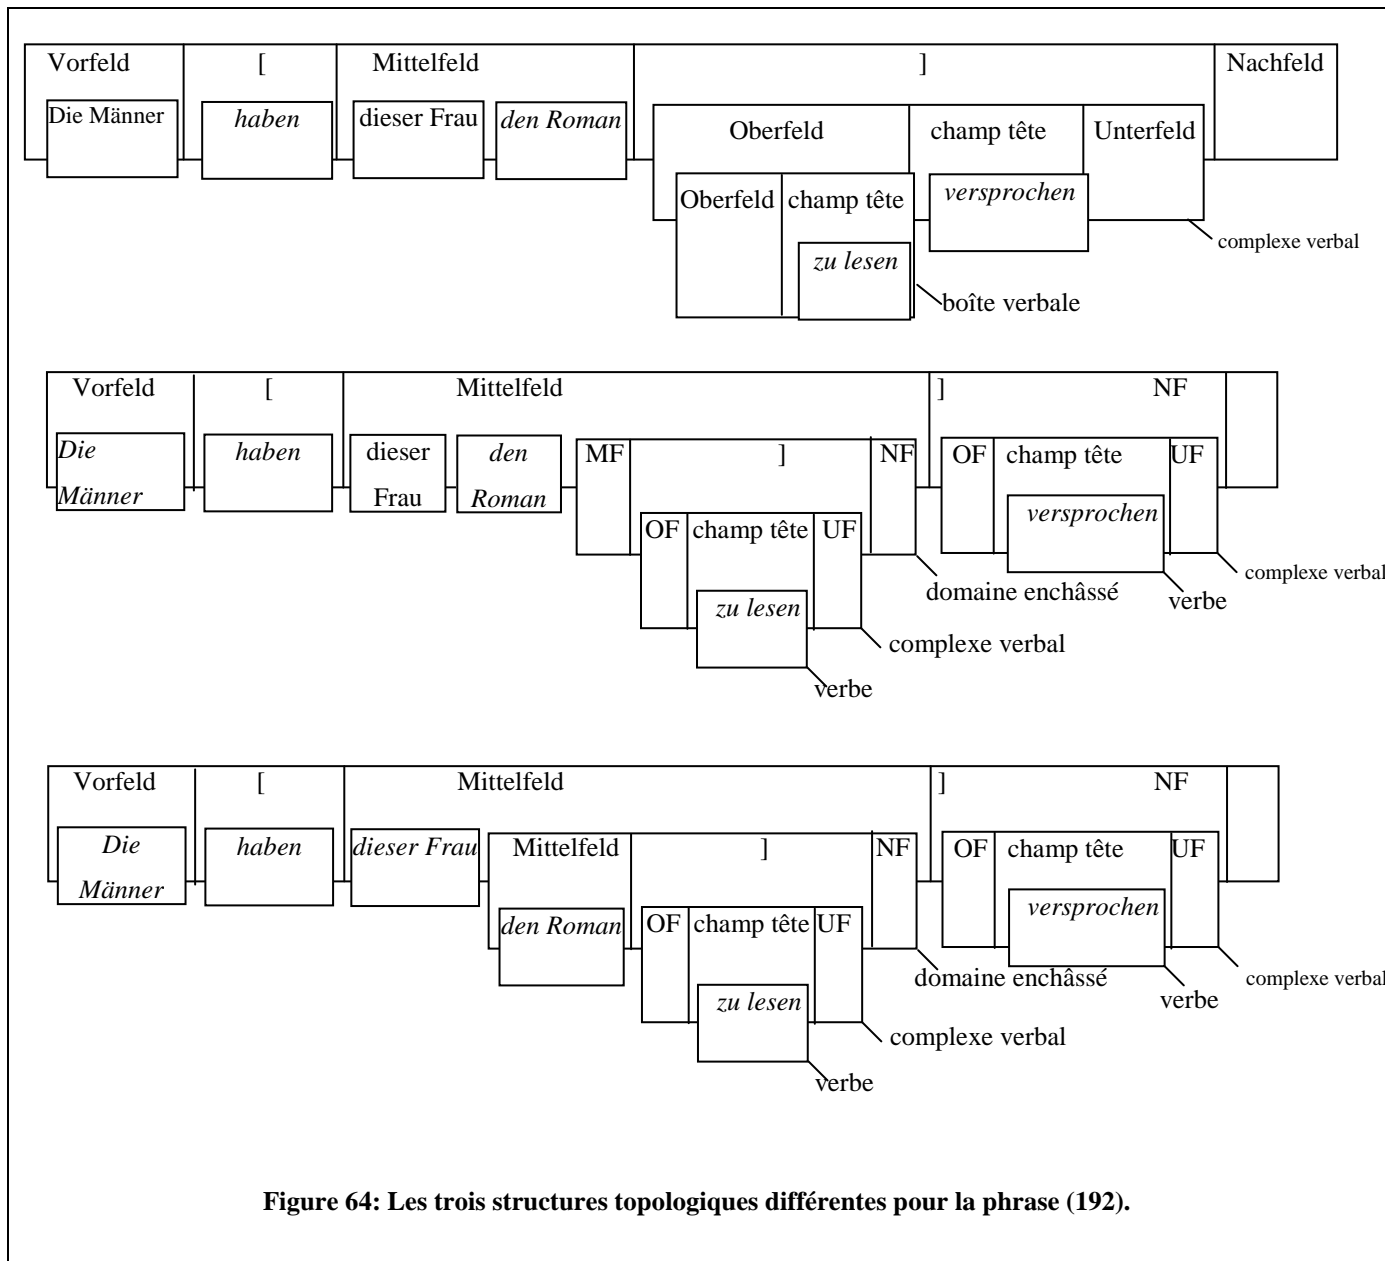 Vorfeld [ Mittelfeld ] Nachfeld
Die Männer haben dieser Frau den Roman
Oberfeld champ tête Unterfeld
Oberfeld champ tête versprochen
complexe verbal
zu lesen
boîte verbale
Vorfeld [ Mittelfeld ] NF
Die Männer haben dieser Frau den Roman
MF ] NF OF champ tête UF
versprochen
OF champ tête UF
complexe verbal
domaine enchâssé
verbe
zu lesen
complexe verbal
verbe
Vorfeld [ Mittelfeld ] NF
Die Männer haben dieser Frau
Mittelfeld ] NF OF champ tête UF
versprochen
den Roman OF champ tête UF
domaine enchâssé
complexe verbal
verbe
zu lesen
complexe verbal
verbe
Figure 64: Les trois structures topologiques différentes pour la phrase (192).